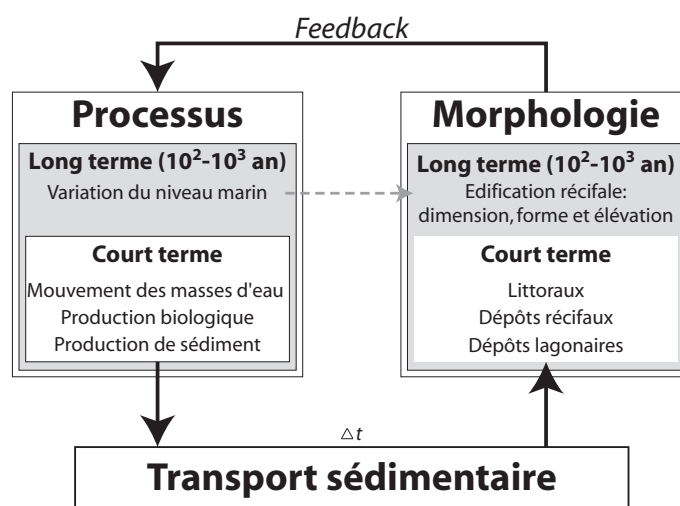 Feedback
Processus
Long terme (10²-10³ an)
Variation du niveau marin
Court terme
Mouvement des masses d'eau
Production biologique
Production de sédiment
Morphologie
Long terme (10²-10³ an)
Edification récifale:
dimension, forme et élévation
Court terme
Littoraux
Dépôts récifaux
Dépôts lagonaires
△t
Transport sédimentaire